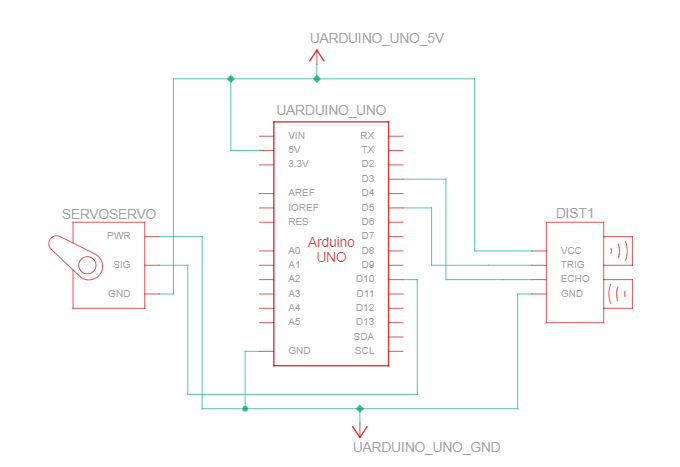 UARDUINO_UNO_5V
UARDUINO_UNO
VIN
5V
3.3V
AREF
IOREF
RES
A0
A1
A2
A3
A4
A5
GND
Arduino
UNO
RX
TX
D2
D3
D4
D5
D6
D7
D8
D9
D10
D11
D12
D13
SDA
SCL
SERVOSERVO
PWR
SIG
GND
DIST1
VCC
TRIG
ECHO
GND
UARDUINO_UNO_GND